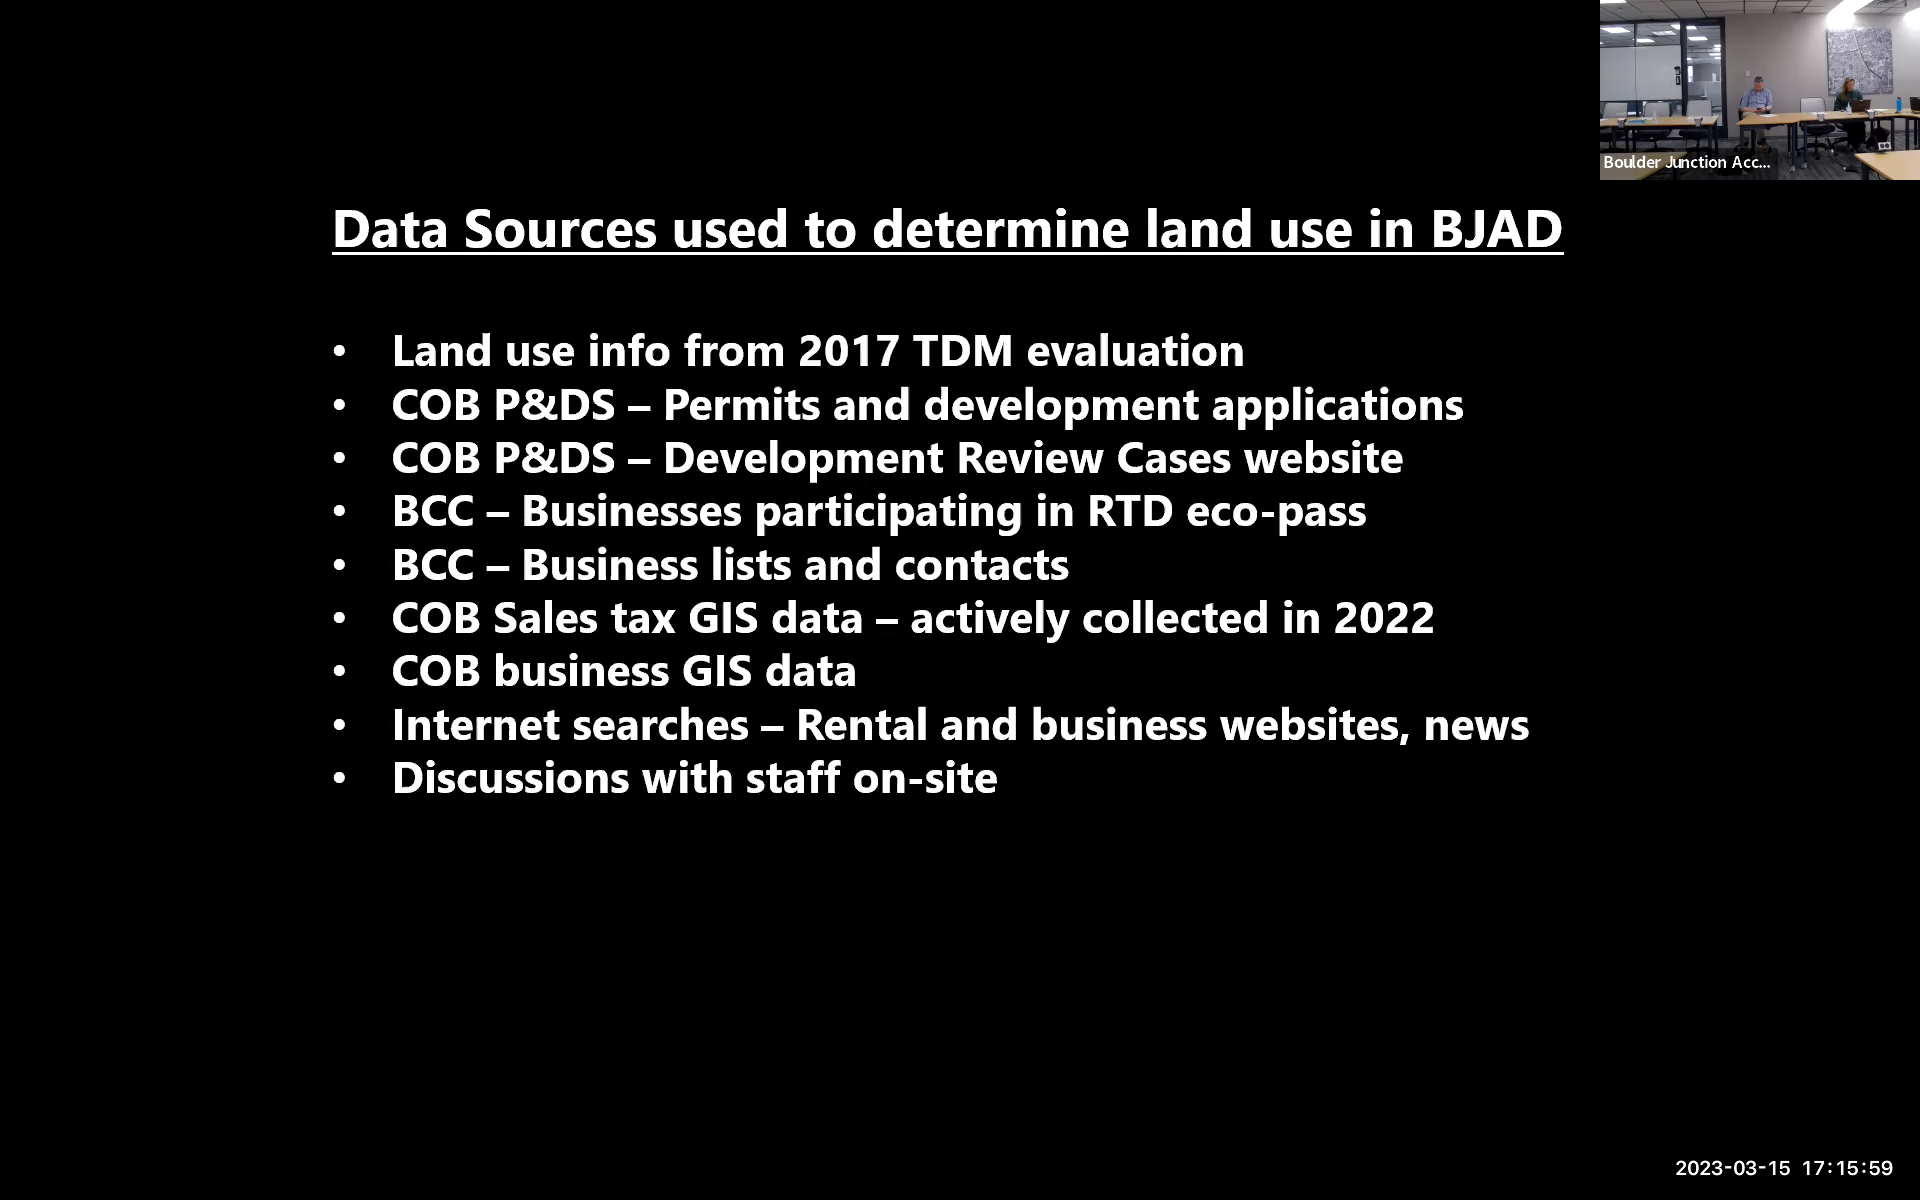 Boulder Junction Acc...
Data Sources used to determine land use in BJAD
• Land use info from 2017 TDM evaluation
• COB P&DS – Permits and development applications
• COB P&DS – Development Review Cases website
• BCC – Businesses participating in RTD eco-pass
• BCC – Business lists and contacts
• COB Sales tax GIS data – actively collected in 2022
• COB business GIS data
• Internet searches – Rental and business websites, news
• Discussions with staff on-site
2023-03-15 17:15:59